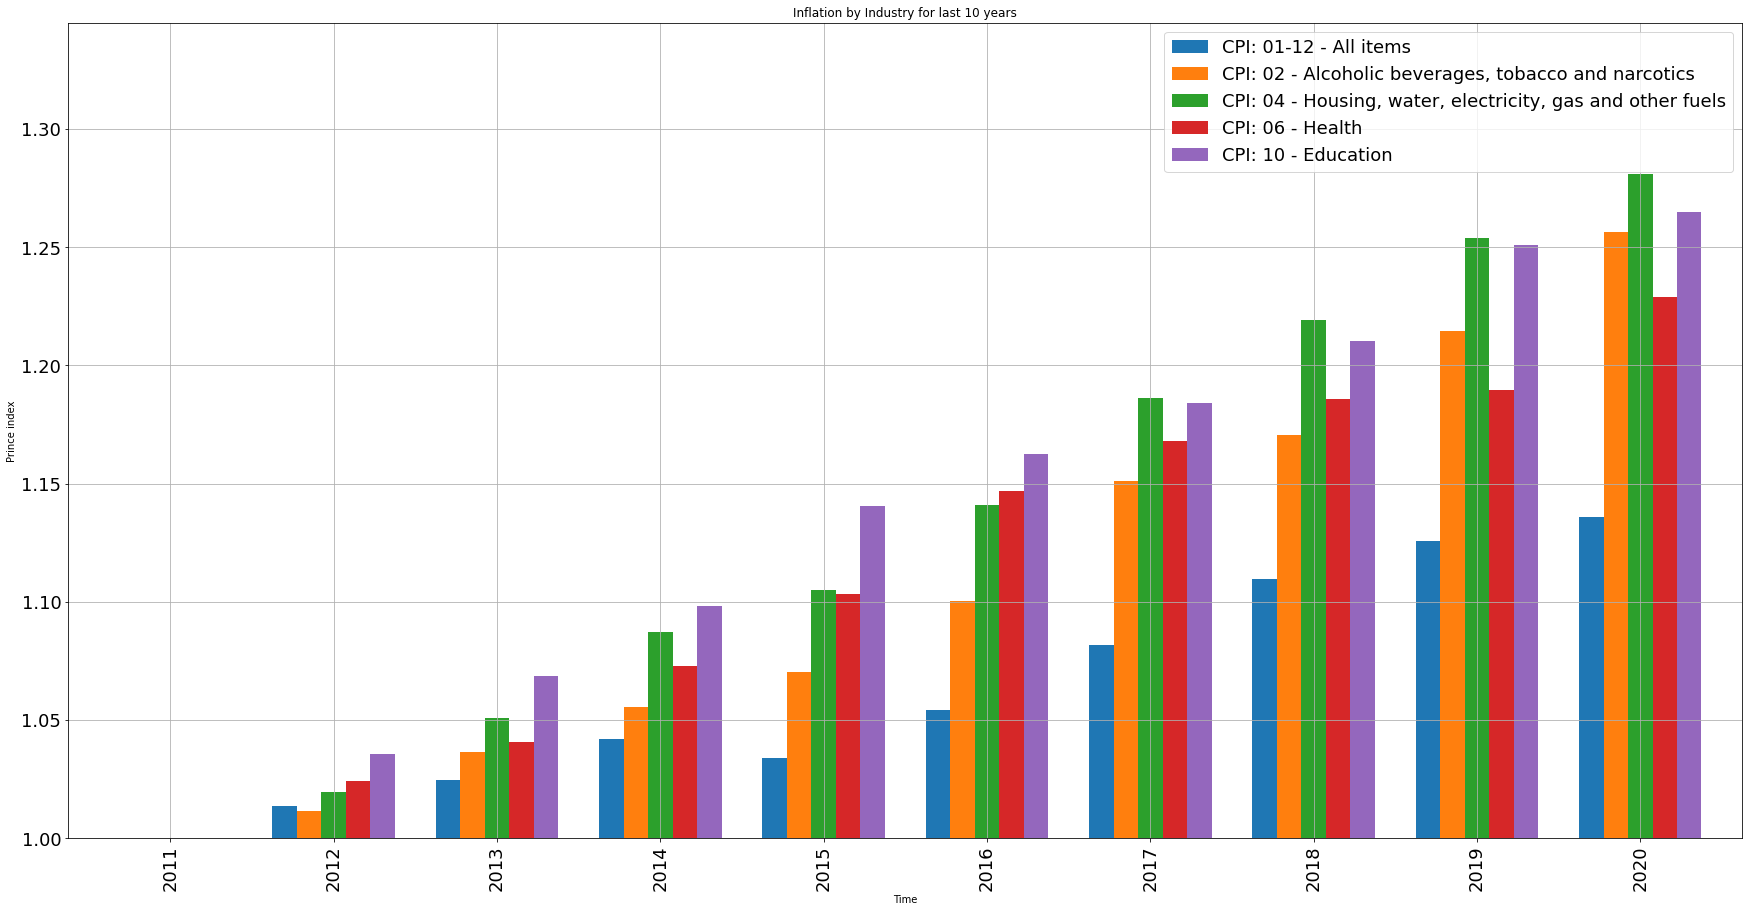 Inflation by Industry for last 10 years
CPI: 01-12 - All items
CPI: 02 - Alcoholic beverages, tobacco and narcotics
CPI: 04 - Housing, water, electricity, gas and other fuels
CPI: 06 - Health
CPI: 10 - Education
1.30
1.25
1.20
1.15
1.10
1.05
1.00
Prince index
2011
2012
2013
2014
2015
2016
2017
2018
2019
2020
Time